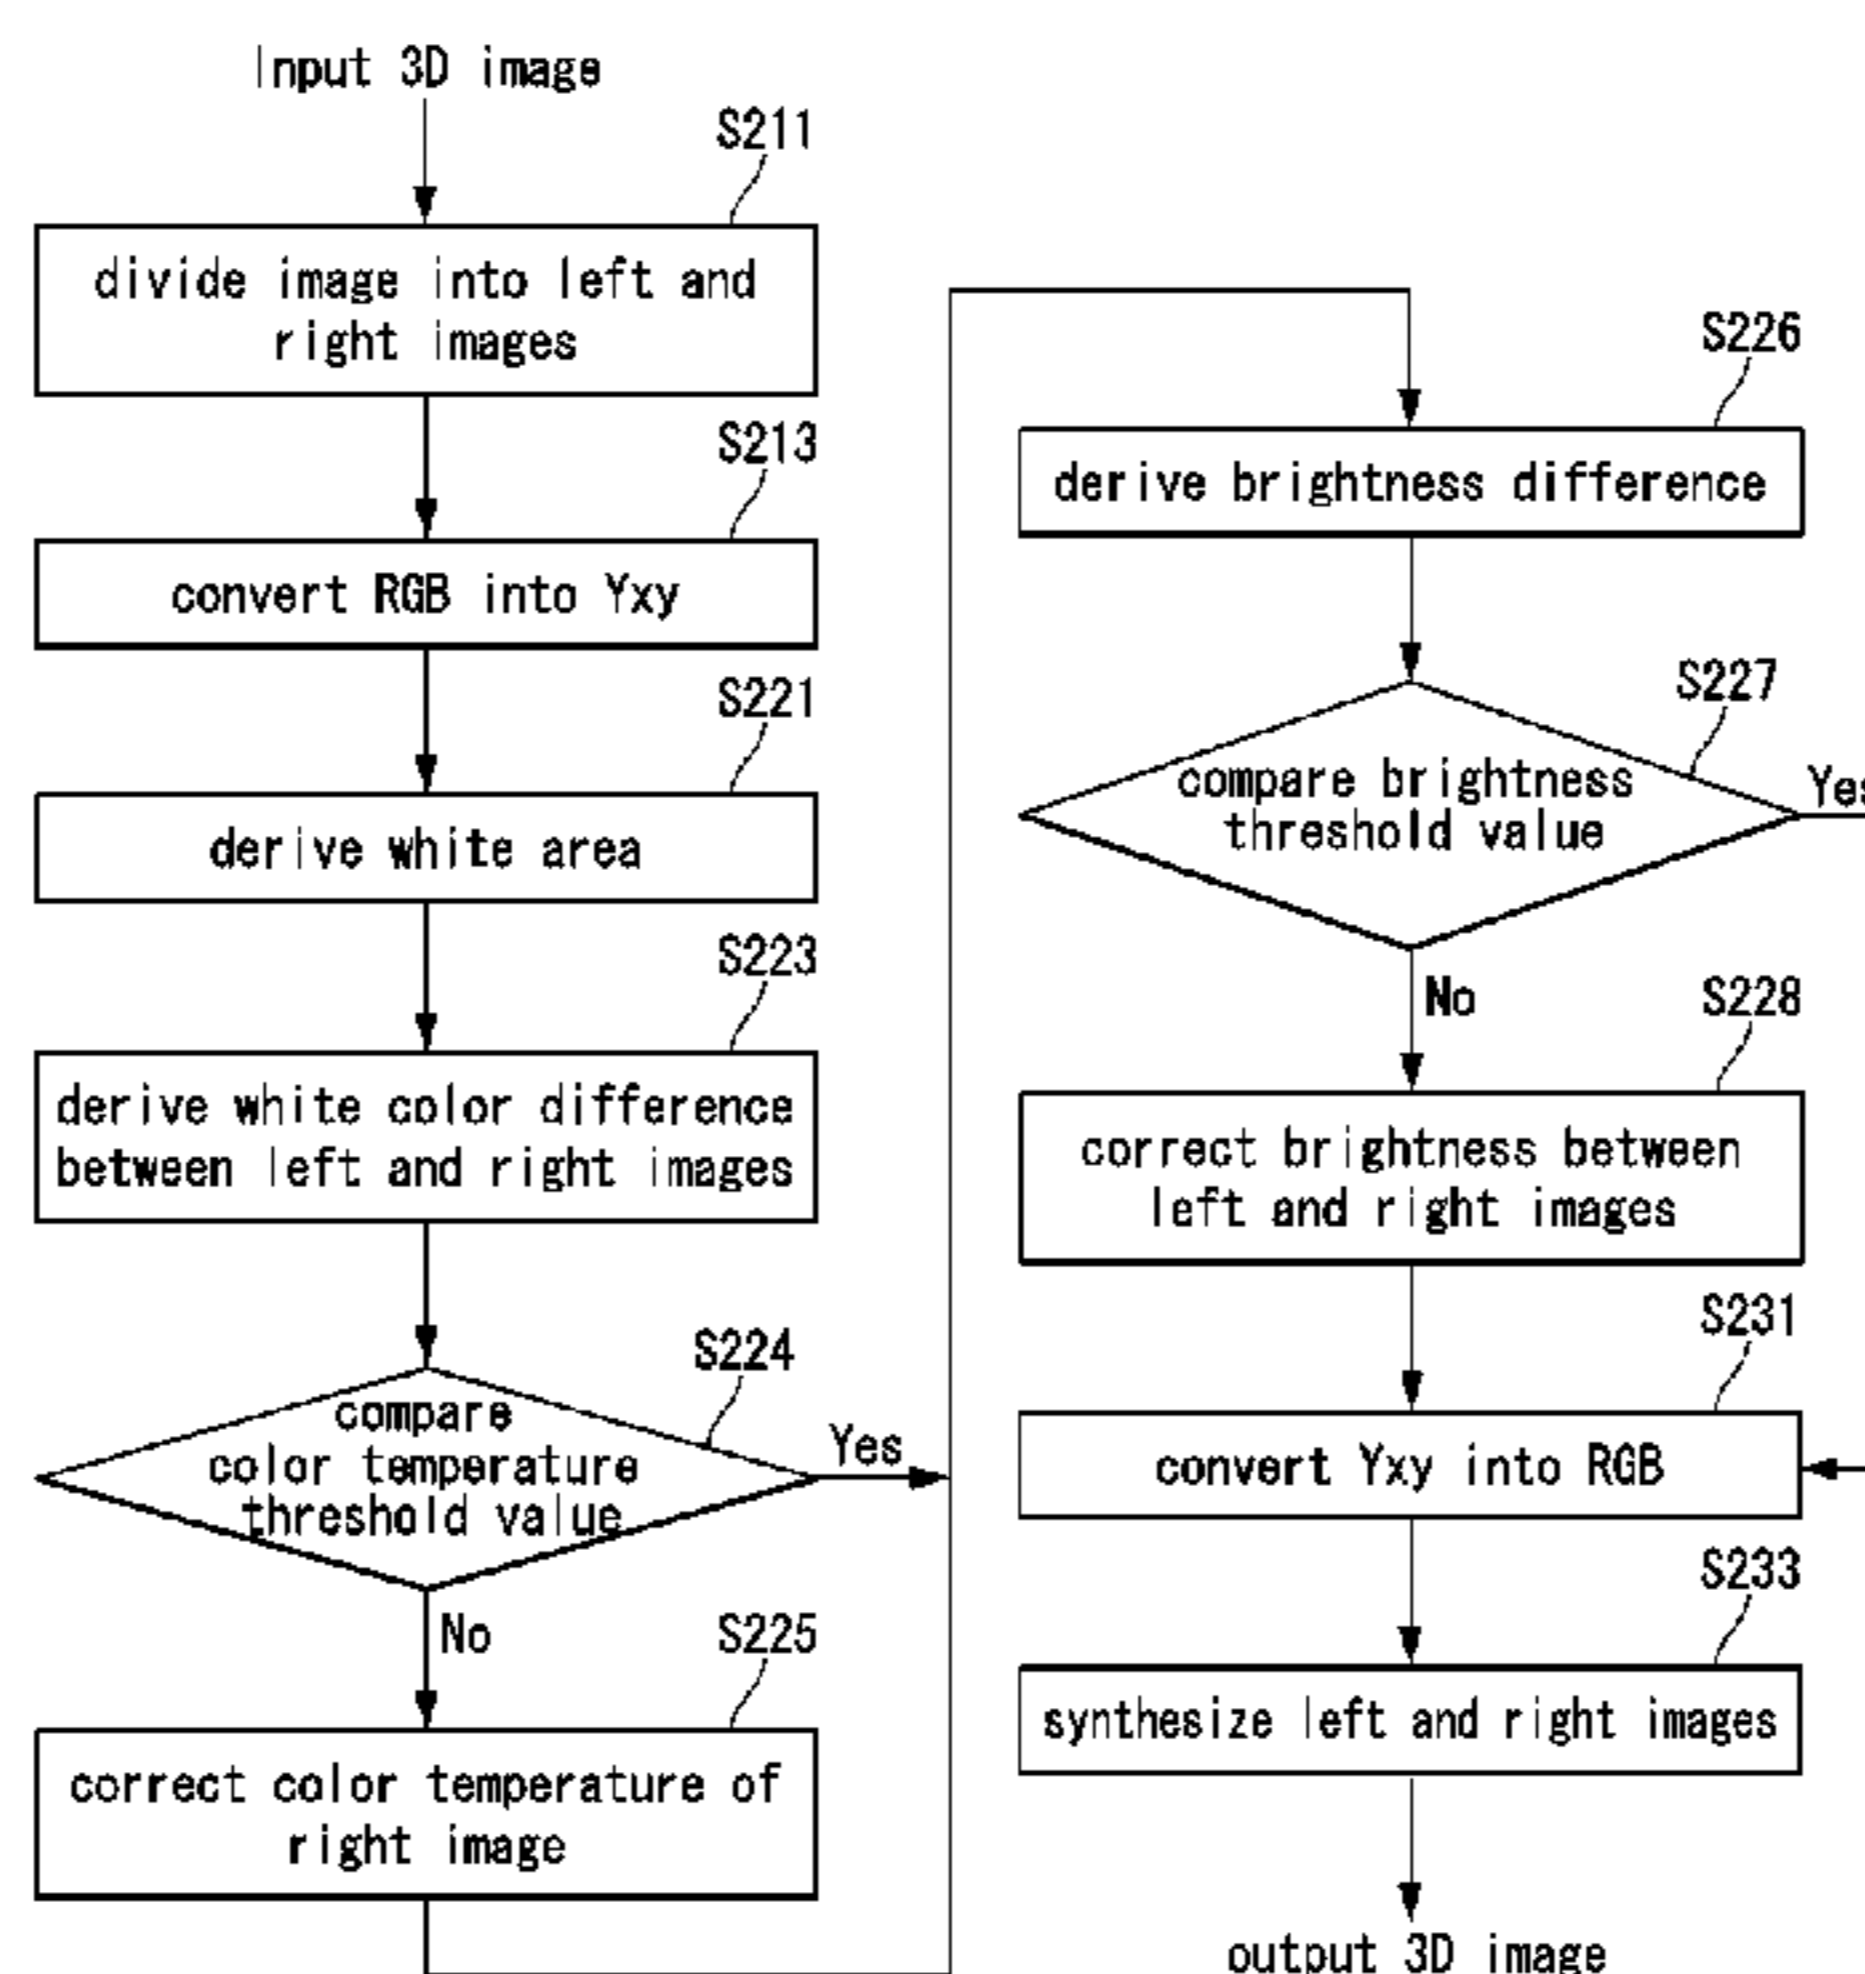 Input 3D image
S211
divide image into left and
right images
S213
convert RGB into Yxy
S221
derive white area
S223
derive white color difference
between left and right images
S224
compare
color temperature
threshold value
Yes
No
S225
correct color temperature of
right image
S226
derive brightness difference
S227
compare brightness
threshold value
Yes
No
S228
correct brightness between
left and right images
S231
convert Yxy into RGB
S233
synthesize left and right images
output 3D image